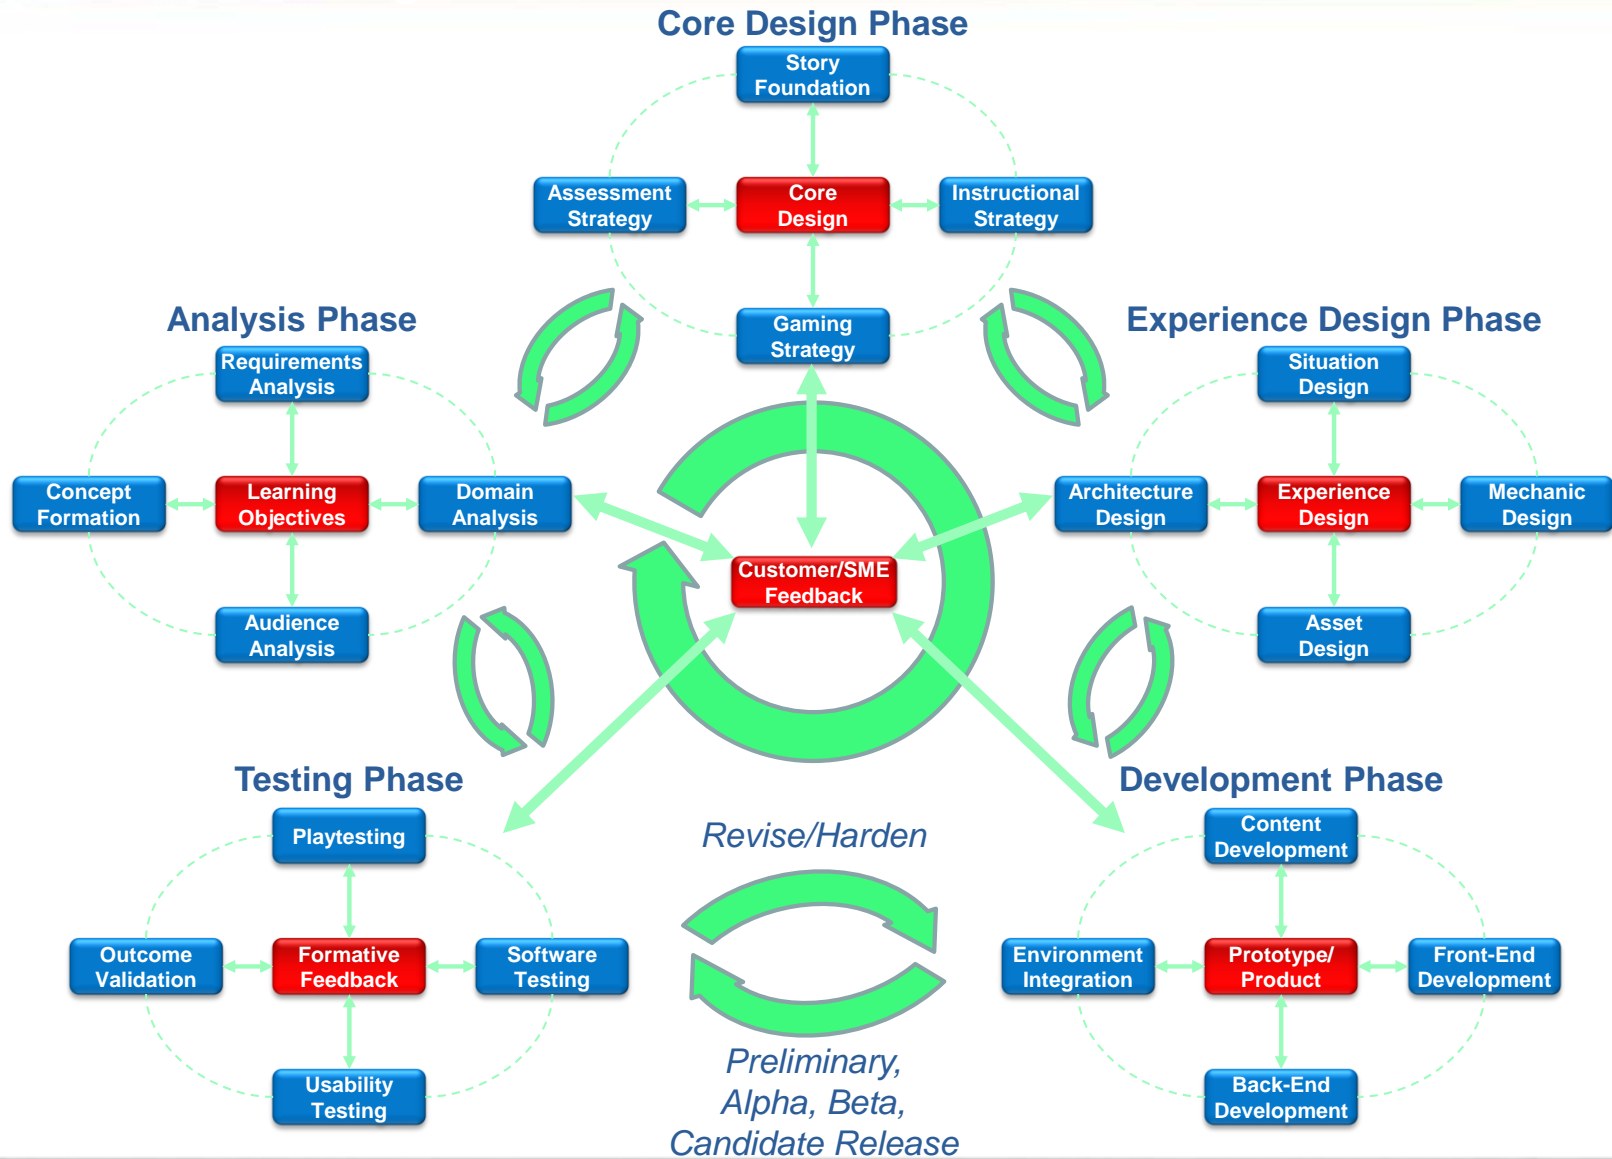 Core Design Phase
Story
Foundation
Assessment
Strategy
Core
Design
Instructional
Strategy
Gaming
Strategy
Analysis Phase
Requirements
Analysis
Concept
Formation
Learning
Objectives
Domain
Analysis
Audience
Analysis
Experience Design Phase
Situation
Design
Architecture
Design
Experience
Design
Mechanic
Design
Asset
Design
Customer/SME
Feedback
Testing Phase
Playtesting
Outcome
Validation
Formative
Feedback
Software
Testing
Usability
Testing
Revise/Harden
Preliminary,
Alpha, Beta,
Candidate Release
Development Phase
Content
Development
Environment
Integration
Prototype/
Product
Front-End
Development
Back-End
Development